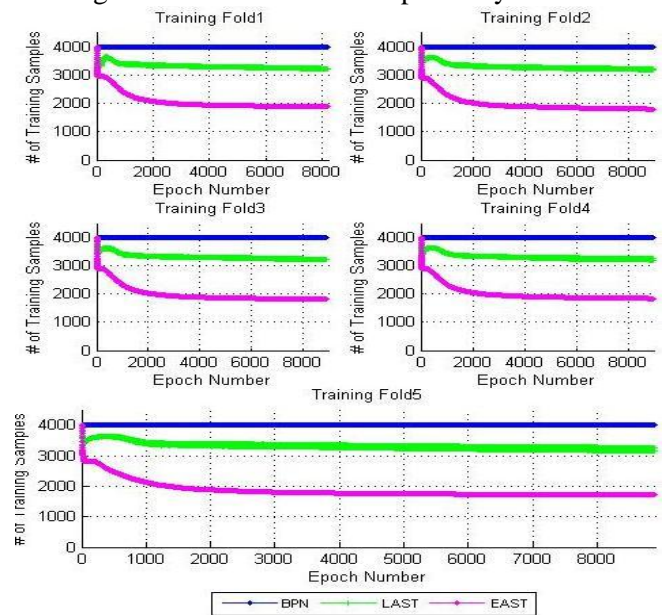 Training Fold1
# of Training Samples
4000
3000
2000
1000
0
0 2000 4000 6000 8000
Epoch Number
Training Fold2
# of Training Samples
4000
3000
2000
1000
0
0 2000 4000 6000 8000
Epoch Number
Training Fold3
# of Training Samples
4000
3000
2000
1000
0
0 2000 4000 6000 8000
Epoch Number
Training Fold4
# of Training Samples
4000
3000
2000
1000
0
0 2000 4000 6000 8000
Epoch Number
Training Fold5
# of Training Samples
4000
3000
2000
1000
0
0 1000 2000 3000 4000 5000 6000 7000 8000
Epoch Number
BPN LAST EAST